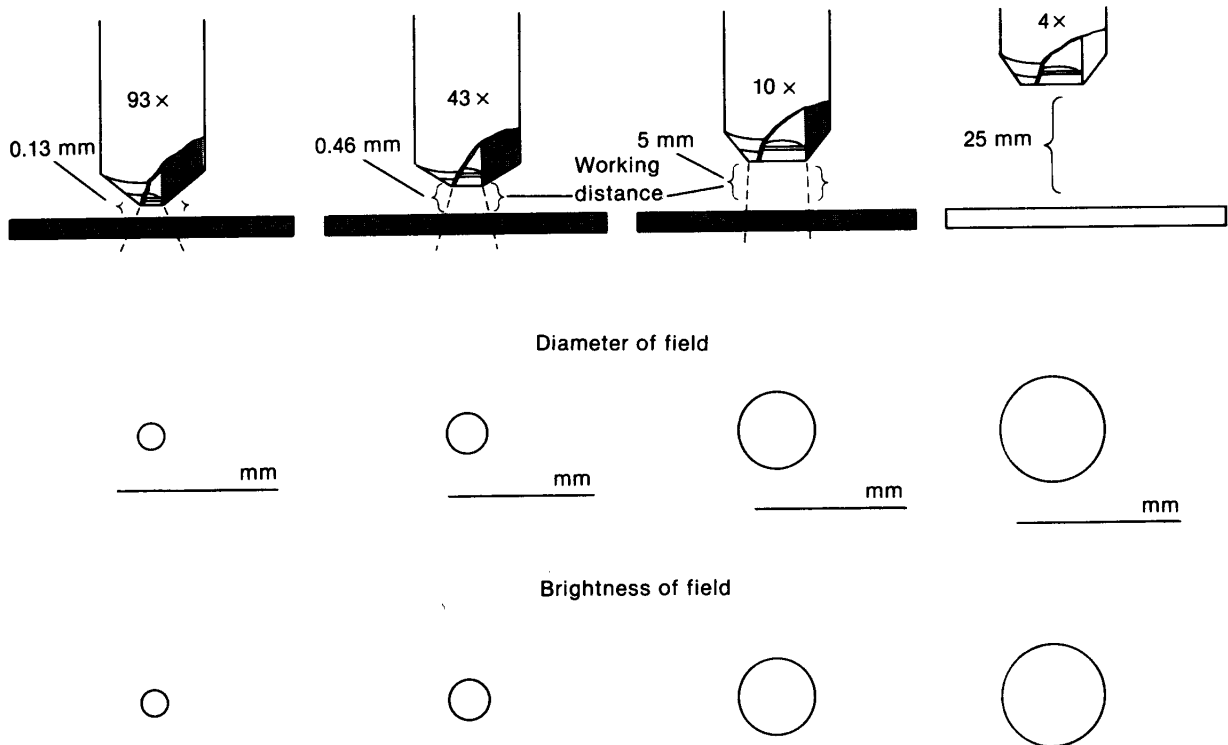 93×
43×
10×
4×
0.13 mm
0.46 mm
5 mm
25 mm
Working
distance
Diameter of field
mm
mm
mm
mm
Brightness of field